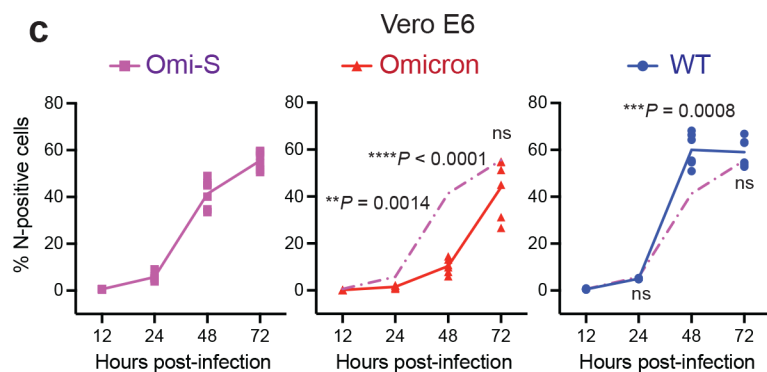 c
Vero E6
Omi-S
Omicron
WT
% N-positive cells
80
60
40
20
0
12
24
48
72
Hours post-infection
80
60
40
20
0
ns
****P < 0.0001
**P = 0.0014
12
24
48
72
Hours post-infection
80
60
40
20
0
***P = 0.0008
ns
ns
12
24
48
72
Hours post-infection